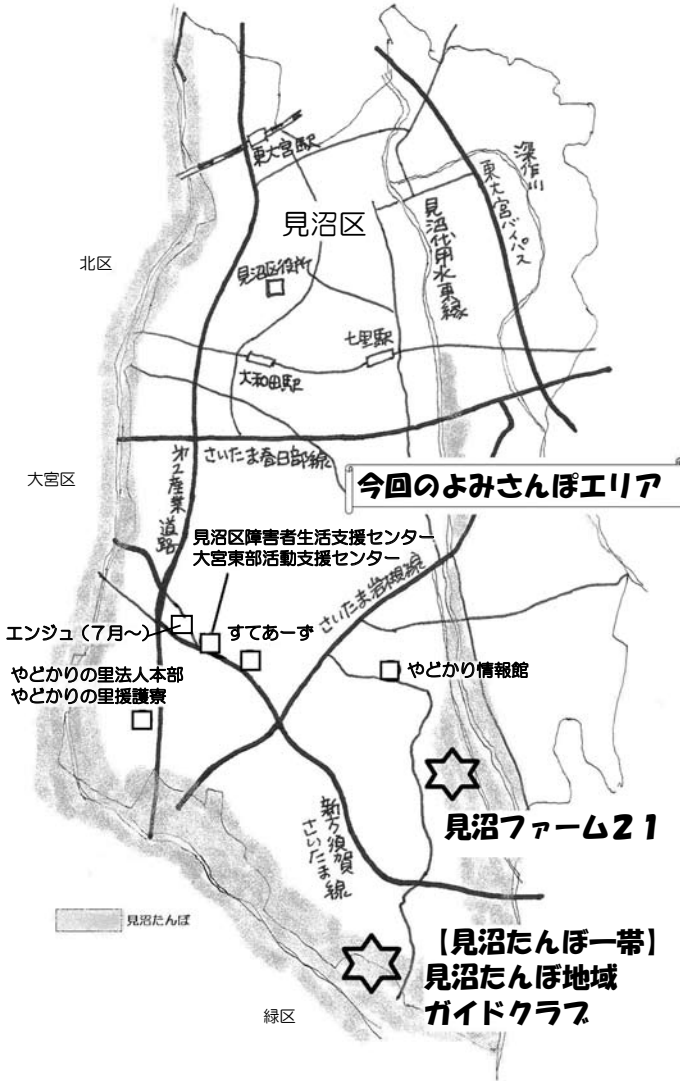 東大宮駅
深作川
東大宮バイパス
見沼区
見沼代用水東縁
北区
見沼区役所
七里駅
大和田駅
さいたま春日部線
今回のよみさんぽエリア
大宮区
第2産業道路
見沼区障害者生活支援センター
大宮東部活動支援センター
さいたま岩槻線
エンジュ（７月～）
すてあーず
やどかりの里法人本部
やどかりの里援護寮
やどかり情報館
見沼ファーム２１
新方須賀
さいたま線
見沼たんぼ
【見沼たんぼ一帯】
見沼たんぼ地域
ガイドクラブ
緑区